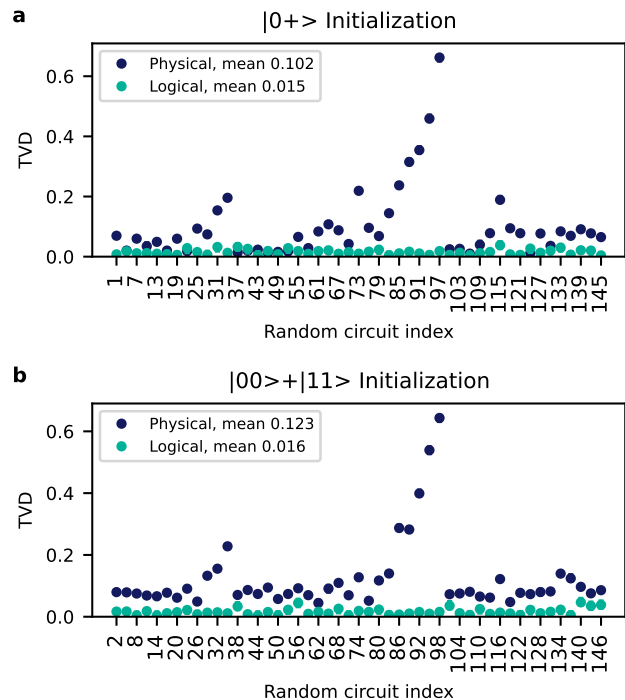 a
|0+> Initialization
Physical, mean 0.102
Logical, mean 0.015
TVD
0.6
0.4
0.2
0.0
1 7 13 19 25 31 37 43 49 55 61 67 73 79 85 91 97 103 109 115 121 127 133 139 145
Random circuit index
b
|00>+|11> Initialization
Physical, mean 0.123
Logical, mean 0.016
TVD
0.6
0.4
0.2
0.0
2 8 14 20 26 32 38 44 50 56 62 68 74 80 86 92 98 104 110 116 122 128 134 140 146
Random circuit index